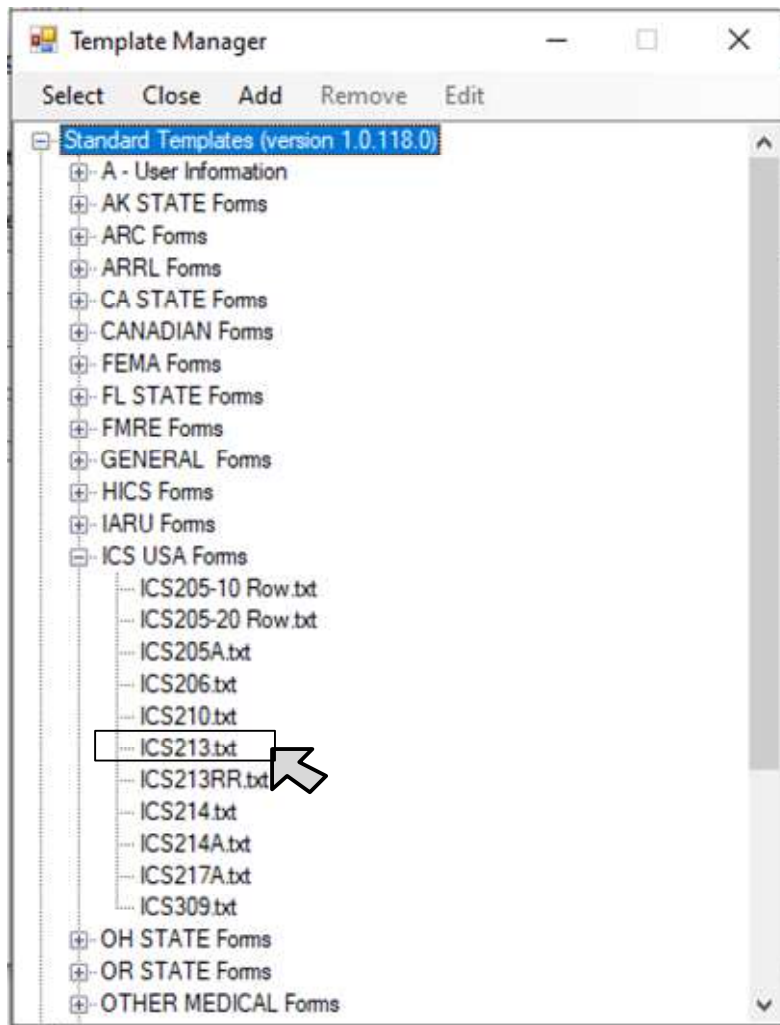 Template Manager
Select Close Add Remove Edit
Standard Templates (version 1.0.118.0)
A - User Information
AK STATE Forms
ARC Forms
ARRL Forms
CA STATE Forms
CANADIAN Forms
FEMA Forms
FL STATE Forms
FMRE Forms
GENERAL Forms
HICS Forms
IARU Forms
ICS USA Forms
ICS205-10 Row.txt
ICS205-20 Row.txt
ICS205A.txt
ICS206.txt
ICS210.txt
ICS213.txt
ICS213RR.txt
ICS214.txt
ICS214A.txt
ICS217A.txt
ICS309.txt
OH STATE Forms
OR STATE Forms
OTHER MEDICAL Forms